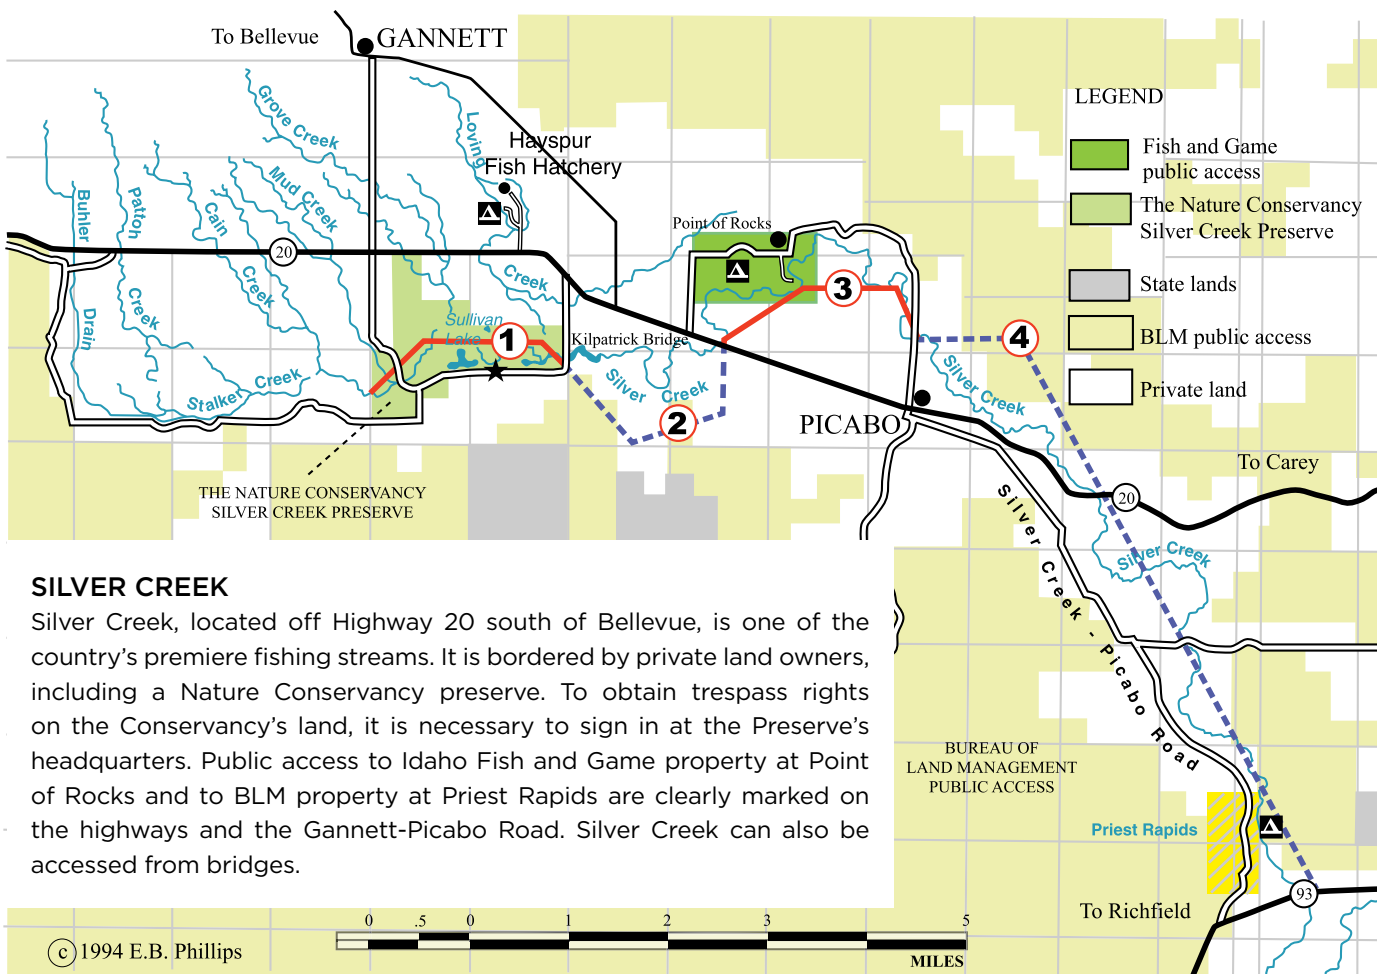 To Bellevue
GANNETT
Grove Creek
Loving
Hayspur
Fish Hatchery
LEGEND
Fish and Game
public access
The Nature Conservancy
Silver Creek Preserve
State lands
BLM public access
Private land
Buhler
Drain
Patton
Creek
Cain
Creek
Mud Creek
20
Creek
Point of Rocks
Sullivan
Lake
1
Kilpatrick Bridge
3
4
Silver
Creek
2
Silver Creek
Stalker
Creek
PICABO
To Carey
20
THE NATURE CONSERVANCY
SILVER CREEK PRESERVE
Silver Creek - Picabo Road
Silver Creek
SILVER CREEK
Silver Creek, located off Highway 20 south of Bellevue, is one of the
country's premiere fishing streams. It is bordered by private land owners,
including a Nature Conservancy preserve. To obtain trespass rights
on the Conservancy's land, it is necessary to sign in at the Preserve's
headquarters. Public access to Idaho Fish and Game property at Point
of Rocks and to BLM property at Priest Rapids are clearly marked on
the highways and the Gannett-Picabo Road. Silver Creek can also be
accessed from bridges.
BUREAU OF
LAND MANAGEMENT
PUBLIC ACCESS
Priest Rapids
93
To Richfield
0 .5 0 1 2 3 5
MILES
c 1994 E.B. Phillips